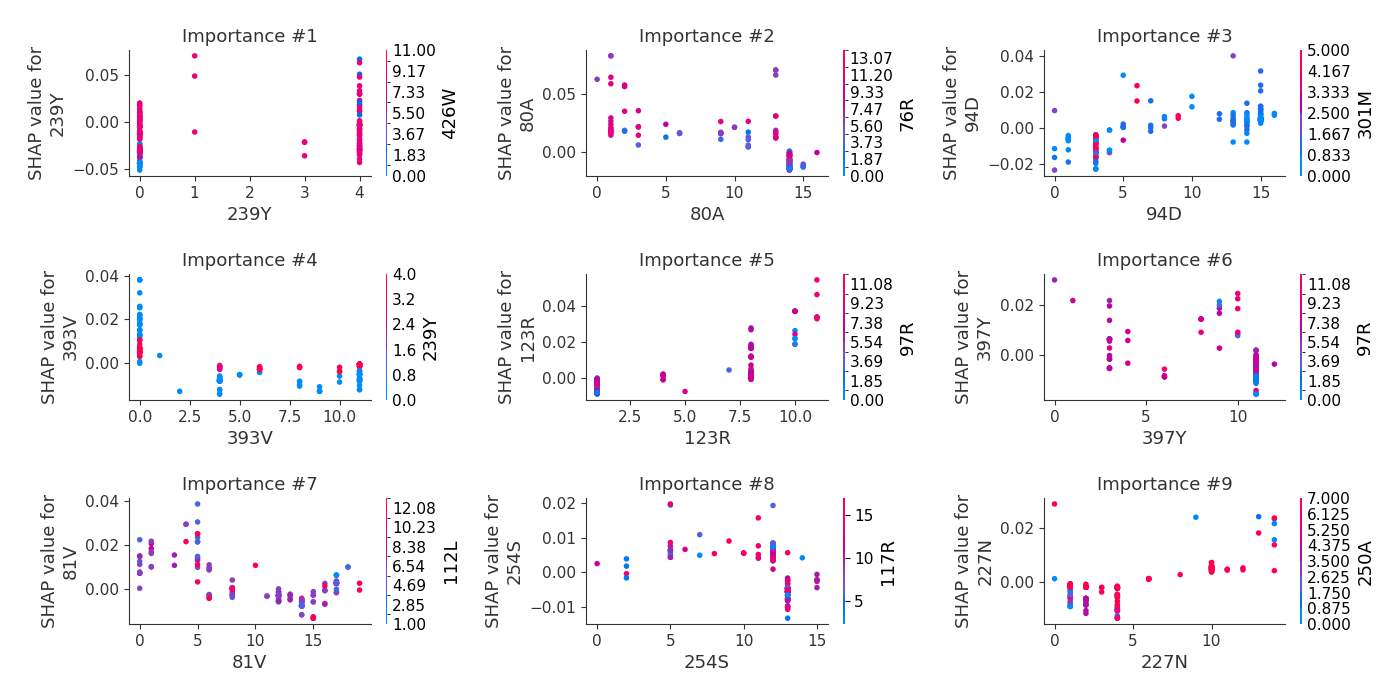 Importance #1
SHAP value for
239Y
0.05
0.00
−0.05
0
1
2
3
4
239Y
11.00
9.17
7.33
5.50
3.67
1.83
0.00
426W
Importance #2
SHAP value for
80A
0.05
0.00
0
5
10
15
80A
13.07
11.20
9.33
7.47
5.60
3.73
1.87
0.00
76R
Importance #3
SHAP value for
94D
0.04
0.02
0.00
−0.02
0
5
10
15
94D
5.000
4.167
3.333
2.500
1.667
0.833
0.000
301M
Importance #4
SHAP value for
393V
0.04
0.02
0.00
0.0
2.5
5.0
7.5
10.0
393V
4.0
3.2
2.4
1.6
0.8
0.0
239Y
Importance #5
SHAP value for
123R
0.04
0.02
0.00
2.5
5.0
7.5
10.0
123R
11.08
9.23
7.38
5.54
3.69
1.85
0.00
97R
Importance #6
SHAP value for
397Y
0.02
0.00
0
5
10
397Y
11.08
9.23
7.38
5.54
3.69
1.85
0.00
97R
Importance #7
SHAP value for
81V
0.04
0.02
0.00
0
5
10
15
81V
12.08
10.23
8.38
6.54
4.69
2.85
1.00
112L
Importance #8
SHAP value for
254S
0.02
0.01
0.00
−0.01
0
5
10
15
254S
15
10
5
117R
Importance #9
SHAP value for
227N
0.02
0.00
0
5
10
227N
7.000
6.125
5.250
4.375
3.500
2.625
1.750
0.875
0.000
250A